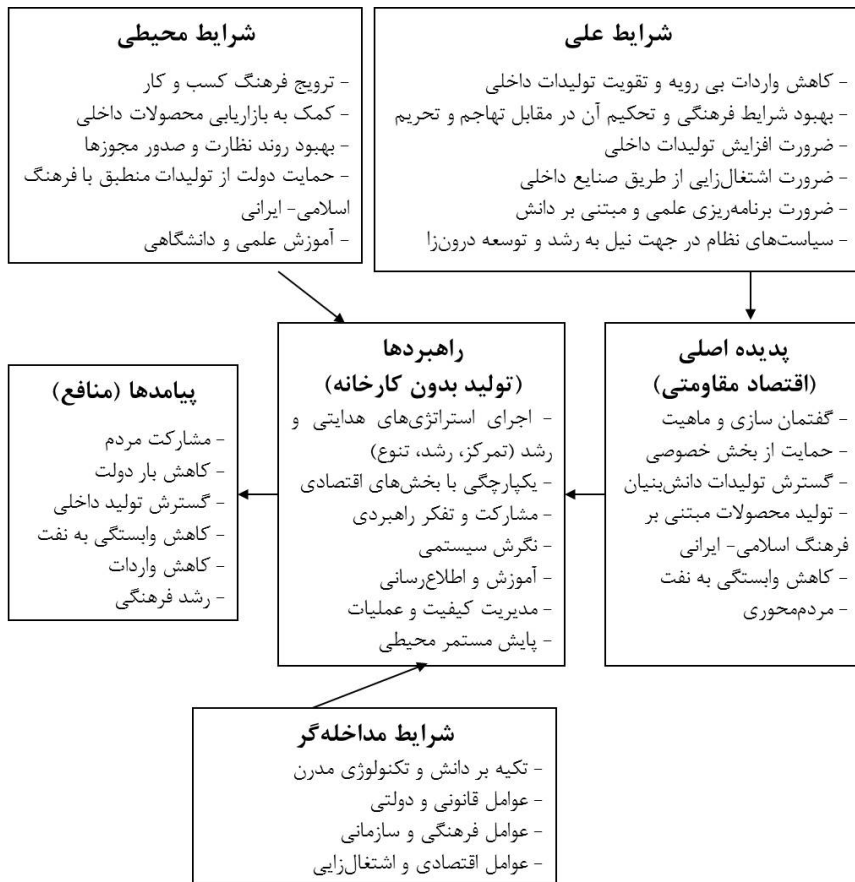 شرایط علی
- کاهش واردات بی رویه و تقویت تولیدات داخلی
- بهبود شرایط فرهنگی و تحکیم آن در مقابل تهاجم و تحریم
- ضرورت افزایش تولیدات داخلی
- ضرورت اشتغال‌زایی از طریق صنایع داخلی
- ضرورت برنامه‌ریزی علمی و مبتنی بر دانش
- سیاست‌های نظام در جهت نیل به رشد و توسعه درون‌زا
شرایط محیطی
- ترویج فرهنگ کسب و کار
- کمک به بازاریابی محصولات داخلی
- بهبود روند نظارت و صدور مجوزها
- حمایت دولت از تولیدات منطبق با فرهنگ
اسلامی- ایرانی
- آموزش علمی و دانشگاهی
پدیده اصلی
(اقتصاد مقاومتی)
- گفتمان سازی و ماهیت
- حمایت از بخش خصوصی
- گسترش تولیدات دانش‌بنیان
- تولید محصولات مبتنی بر
فرهنگ اسلامی- ایرانی
- کاهش وابستگی به نفت
- مردم‌محوری
راهبردها
(تولید بدون کارخانه)
- اجرای استراتژی‌های هدایتی و
رشد (تمرکز، رشد، تنوع)
- یکپارچگی با بخش‌های اقتصادی
- مشارکت و تفکر راهبردی
- نگرش سیستمی
- آموزش و اطلاع‌رسانی
- مدیریت کیفیت و عملیات
- پایش مستمر محیطی
پیامدها (منافع)
- مشارکت مردم
- کاهش بار دولت
- گسترش تولید داخلی
- کاهش وابستگی به نفت
- کاهش واردات
- رشد فرهنگی
شرایط مداخله‌گر
- تکیه بر دانش و تکنولوژی مدرن
- عوامل قانونی و دولتی
- عوامل فرهنگی و سازمانی
- عوامل اقتصادی و اشتغال‌زایی